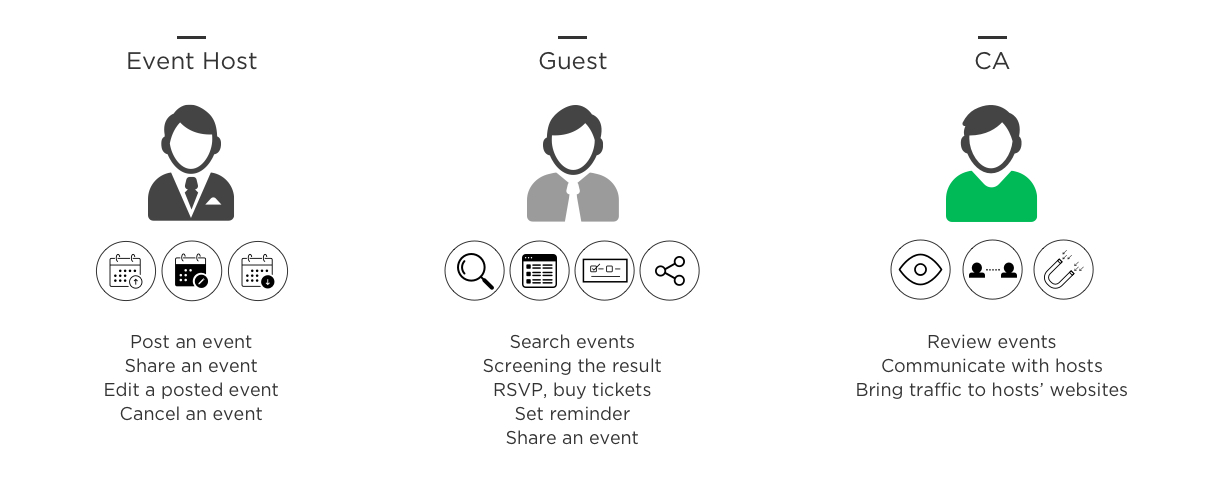 Event Host
Post an event
Share an event
Edit a posted event
Cancel an event
Guest
Search events
Screening the result
RSVP, buy tickets
Set reminder
Share an event
CA
Review events
Communicate with hosts
Bring traffic to hosts’ websites